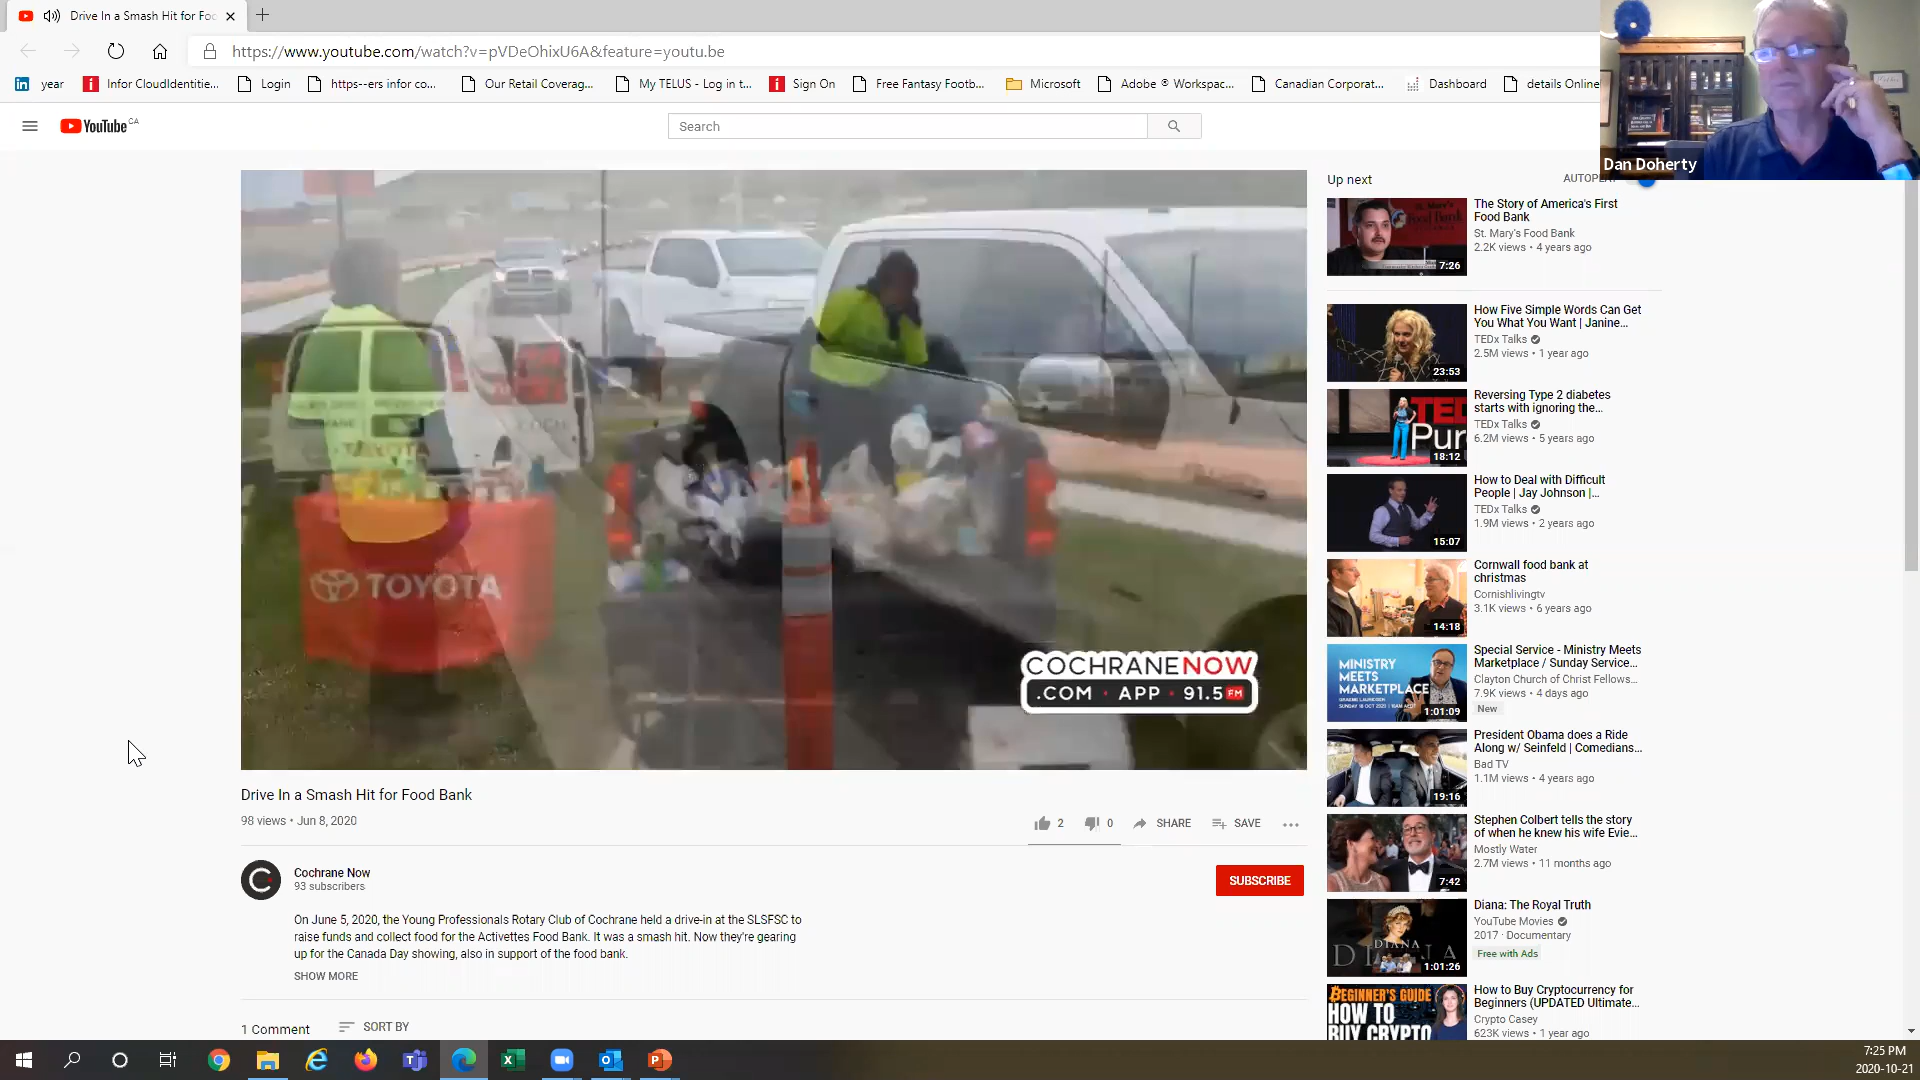 Drive In a Smash Hit for Foo
https://www.youtube.com/watch?v=pVDeOhixU6A&feature=youtu.be
year
Infor CloudIdentitie...
Login
https--ers infor co...
Our Retail Coverag...
My TELUS - Log in t...
Sign On
Free Fantasy Footb...
Microsoft
Adobe ® Workspac...
Canadian Corporat...
Dashboard
details Online
YouTube CA
Search
Dan Doherty
TOYOTA
COCHRANENOW
.COM • APP • 91.5 FM
Drive In a Smash Hit for Food Bank
98 views • Jun 8, 2020
2
0
SHARE
SAVE
Cochrane Now
93 subscribers
SUBSCRIBE
On June 5, 2020, the Young Professionals Rotary Club of Cochrane held a drive-in at the SLSFSC to
raise funds and collect food for the Activettes Food Bank. It was a smash hit. Now they're gearing
up for the Canada Day showing, also in support of the food bank.
SHOW MORE
1 Comment
SORT BY
Up next
AUTOPLAY
The Story of America's First
Food Bank
St. Mary's Food Bank
2.2K views • 4 years ago
7:26
How Five Simple Words Can Get
You What You Want | Janine...
TED​x Talks
2.5M views • 1 year ago
23:53
Reversing Type 2 diabetes
starts with ignoring the...
TEDx Talks
6.2M views • 5 years ago
TED
Pur
18:12
How to Deal with Difficult
People | Jay Johnson |...
TEDx Talks
1.9M views • 2 years ago
15:07
Cornwall food bank at
christmas
Cornishlivingtv
3.1K views • 6 years ago
14:18
Special Service - Ministry Meets
Marketplace / Sunday Service...
Clayton Church of Christ Fellows...
7.9K views • 4 days ago
New
MINISTRY
MEETS
MARKETPLACE
1:01:09
President Obama does a Ride
Along w/ Seinfeld | Comedians...
Bad TV
1.1M views • 4 years ago
19:16
Stephen Colbert tells the story
of when he knew his wife Evie...
Mostly Water
2.7M views • 11 months ago
7:42
Diana: The Royal Truth
YouTube Movies
2017 · Documentary
Free with Ads
DIANA
1:01:26
How to Buy Cryptocurrency for
Beginners (UPDATED Ultimate...
Crypto Casey
623K views • 1 year ago
BEGINNER'S GUIDE
HOW TO
BUY CRYPTO
7:25 PM
2020-10-21